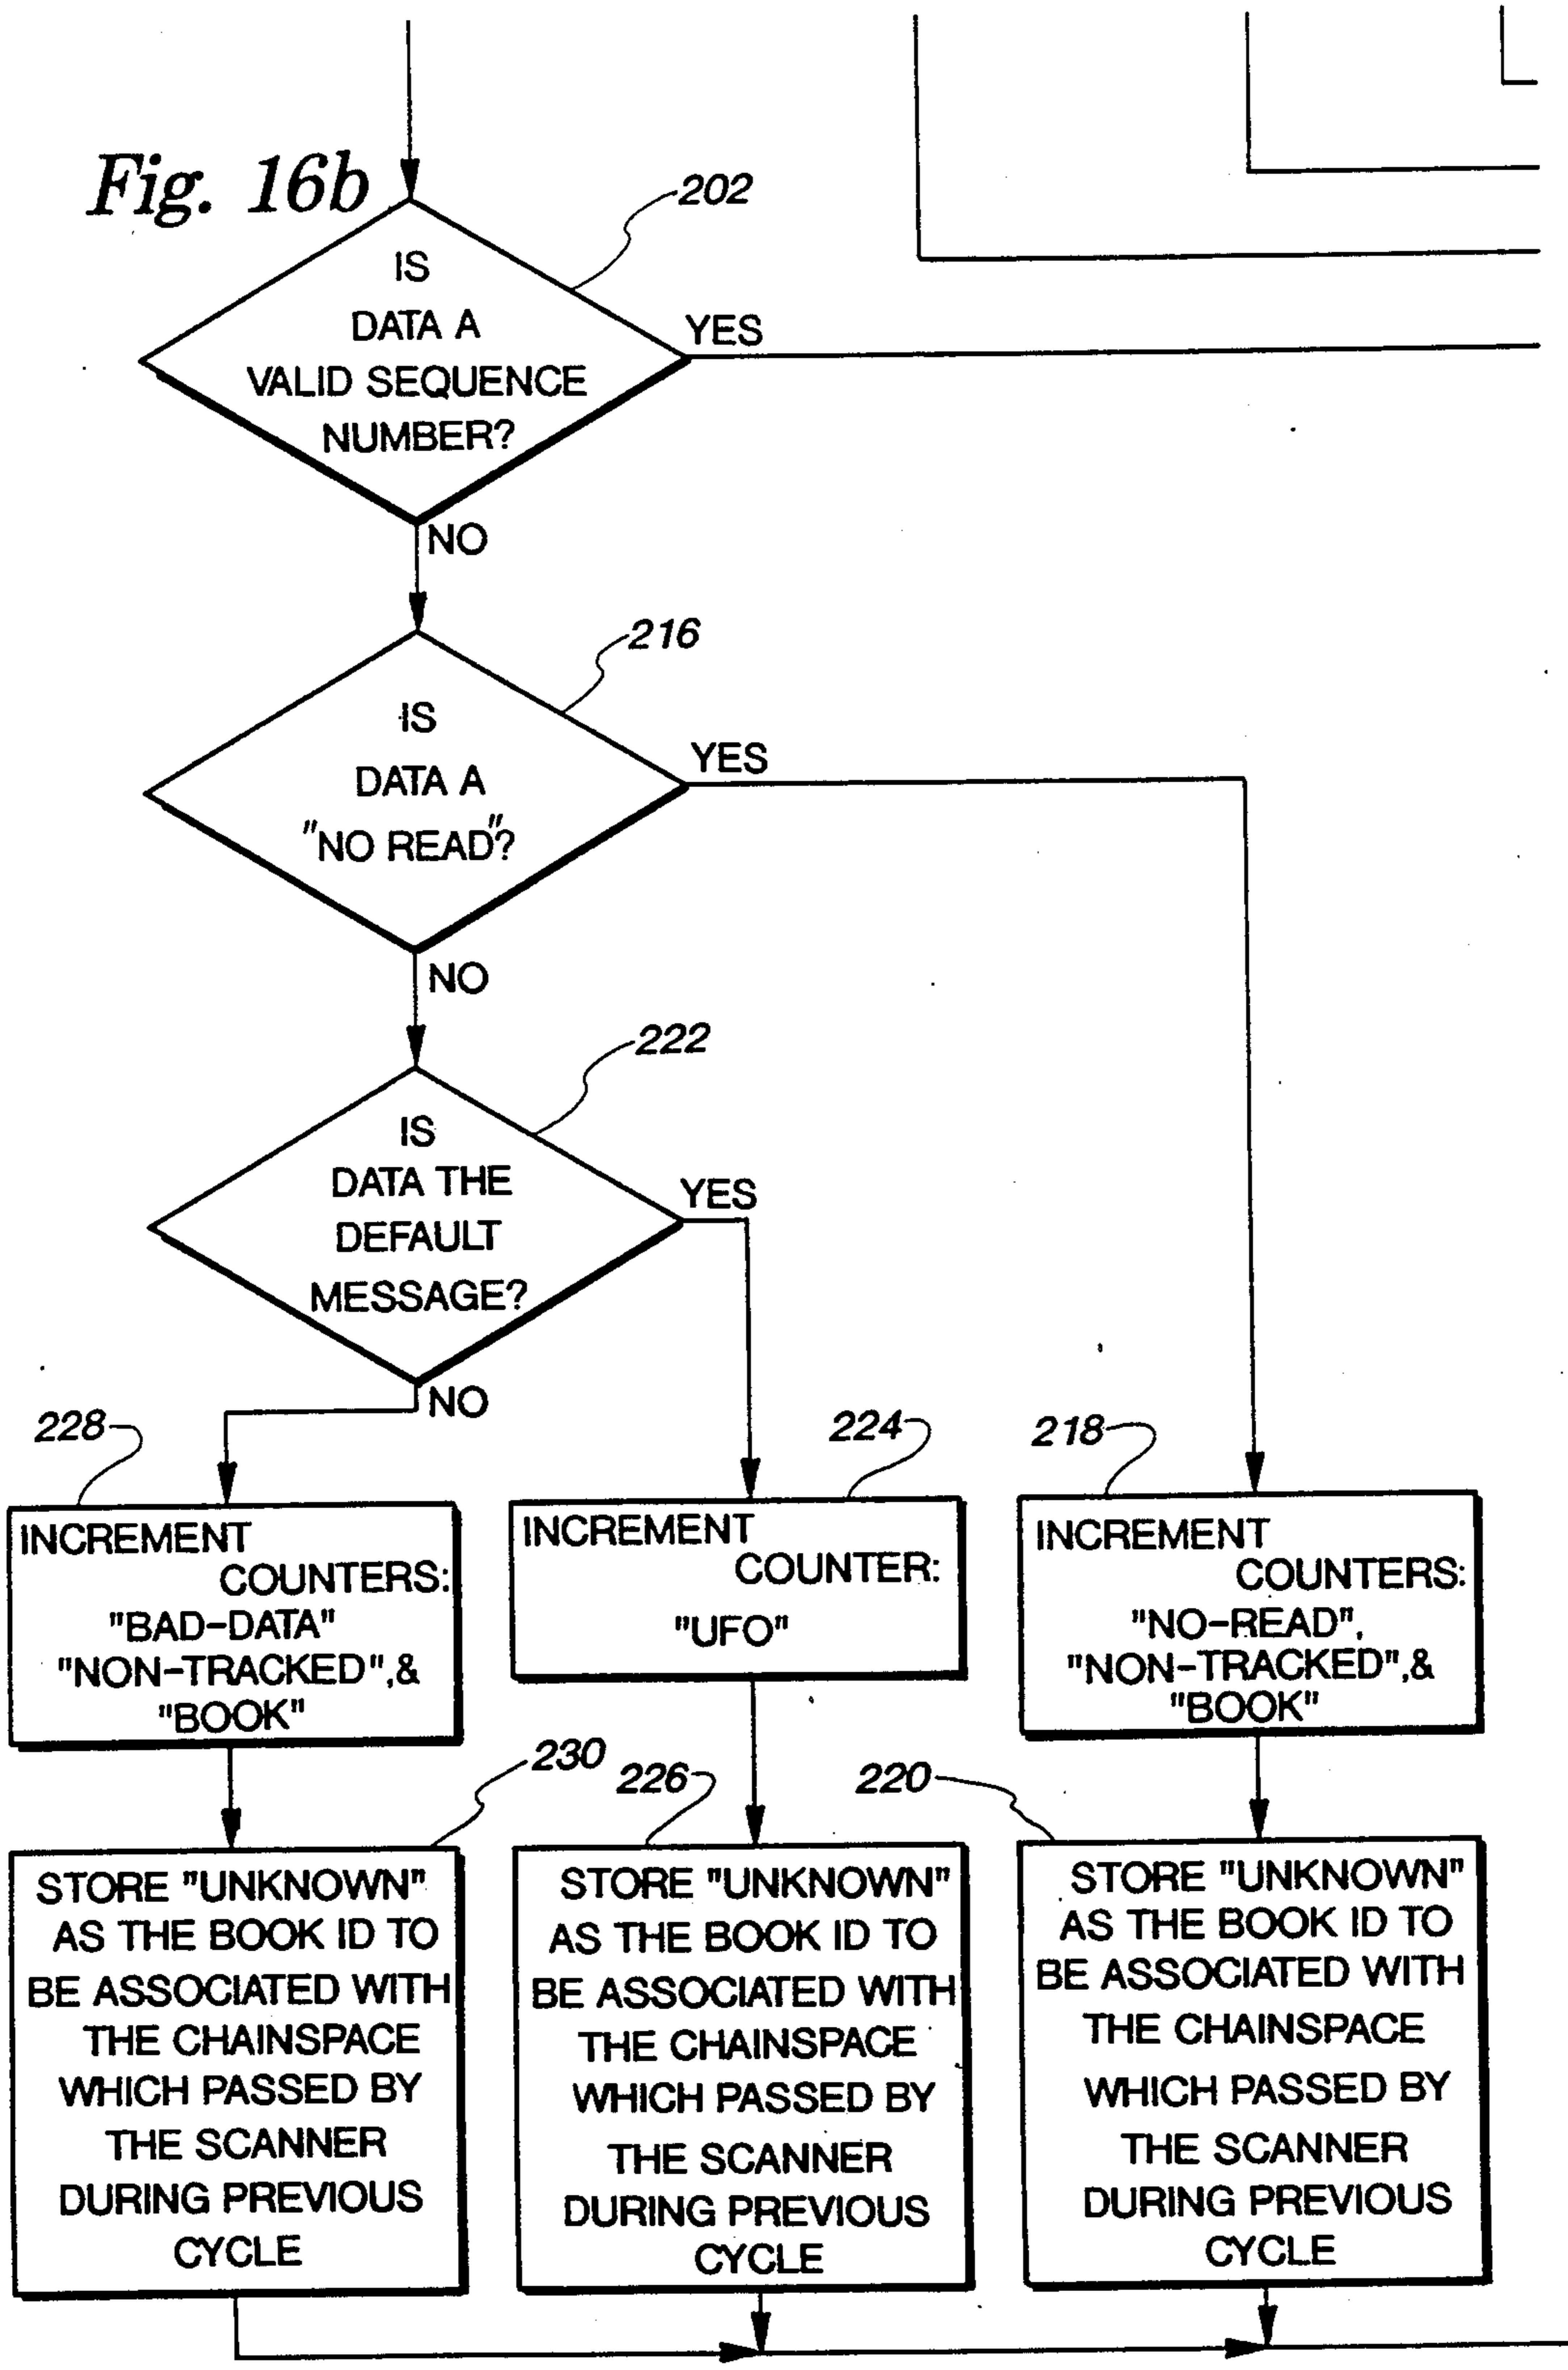 Fig. 16b
202
IS
DATA A
VALID SEQUENCE
NUMBER?
YES
NO
216
IS
DATA A
"NO READ"?
YES
NO
222
IS
DATA THE
DEFAULT
MESSAGE?
YES
NO
228
INCREMENT
COUNTERS:
"BAD-DATA"
"NON-TRACKED",&
"BOOK"
224
INCREMENT
COUNTER:
"UFO"
218
INCREMENT
COUNTERS:
"NO-READ",
"NON-TRACKED",&
"BOOK"
230
STORE "UNKNOWN"
AS THE BOOK ID TO
BE ASSOCIATED WITH
THE CHAINSPACE
WHICH PASSED BY
THE SCANNER
DURING PREVIOUS
CYCLE
226
STORE "UNKNOWN"
AS THE BOOK ID TO
BE ASSOCIATED WITH
THE CHAINSPACE
WHICH PASSED BY
THE SCANNER
DURING PREVIOUS
CYCLE
220
STORE "UNKNOWN"
AS THE BOOK ID TO
BE ASSOCIATED WITH
THE CHAINSPACE
WHICH PASSED BY
THE SCANNER
DURING PREVIOUS
CYCLE